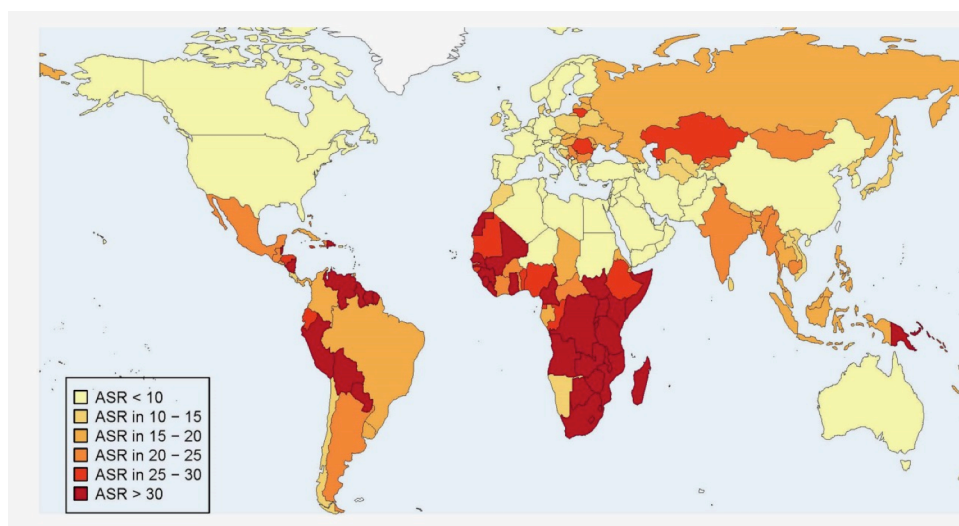 ASR < 10
ASR in 10 – 15
ASR in 15 – 20
ASR in 20 – 25
ASR in 25 – 30
ASR > 30